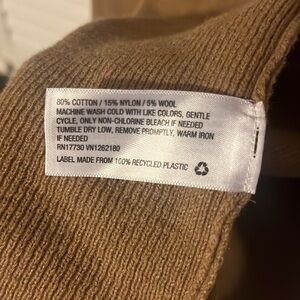 80% COTTON / 15% NYLON / 5% WOOL
MACHINE WASH COLD WITH LIKE COLORS, GENTLE
CYCLE, ONLY NON-CHLORINE BLEACH IF NEEDED
TUMBLE DRY LOW, REMOVE PROMPTLY, WARM IRON
IF NEEDED
RN17730 VN1262180
LABEL MADE FROM 100% RECYCLED PLASTIC